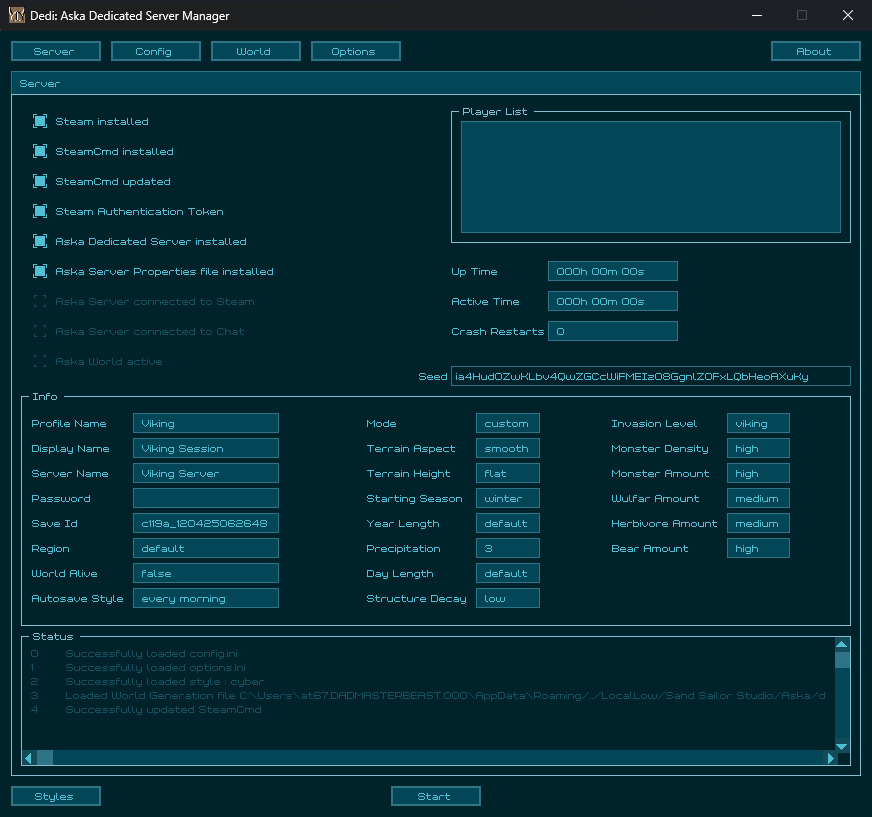 Dedi: Aska Dedicated Server Manager
Server Config World Options About
Server
Steam installed
SteamCmd installed
SteamCmd updated
Steam Authentication Token
Aska Dedicated Server installed
Aska Server Properties file installed
Aska Server connected to Steam
Aska Server connected to Chat
Aska World active
Player List
Up Time 000h 00m 00s
Active Time 000h 00m 00s
Crash Restarts 0
Seed
Info
Profile Name Viking
Display Name Viking Session
Server Name Viking Server
Password
Save Id c119a_120425062648
Region default
World Alive false
Autosave Style every morning
Mode custom
Terrain Aspect smooth
Terrain Height flat
Starting Season winter
Year Length default
Precipitation 3
Day Length default
Structure Decay low
Invasion Level viking
Monster Density high
Monster Amount high
Wulfar Amount medium
Herbivore Amount medium
Bear Amount high
Status
0 Successfully loaded config.ini
1 Successfully loaded options.ini
2 Successfully loaded style : cyber
3 Loaded World Generation file C:\Users\at67.DADMASTERBEAST.000\AppData\Roaming/../LocalLow/Sand Sailor Studio/Aska/d
4 Successfully updated SteamCmd
Styles Start